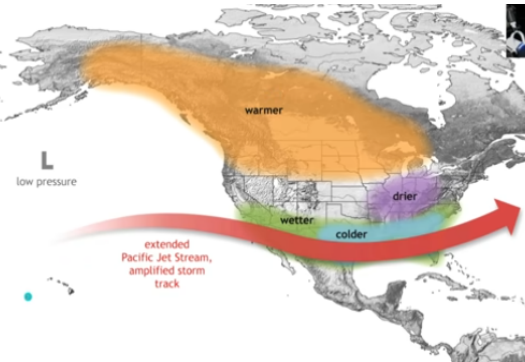 warmer
L
low pressure
drier
wetter
colder
extended
Pacific Jet Stream,
amplified storm
track